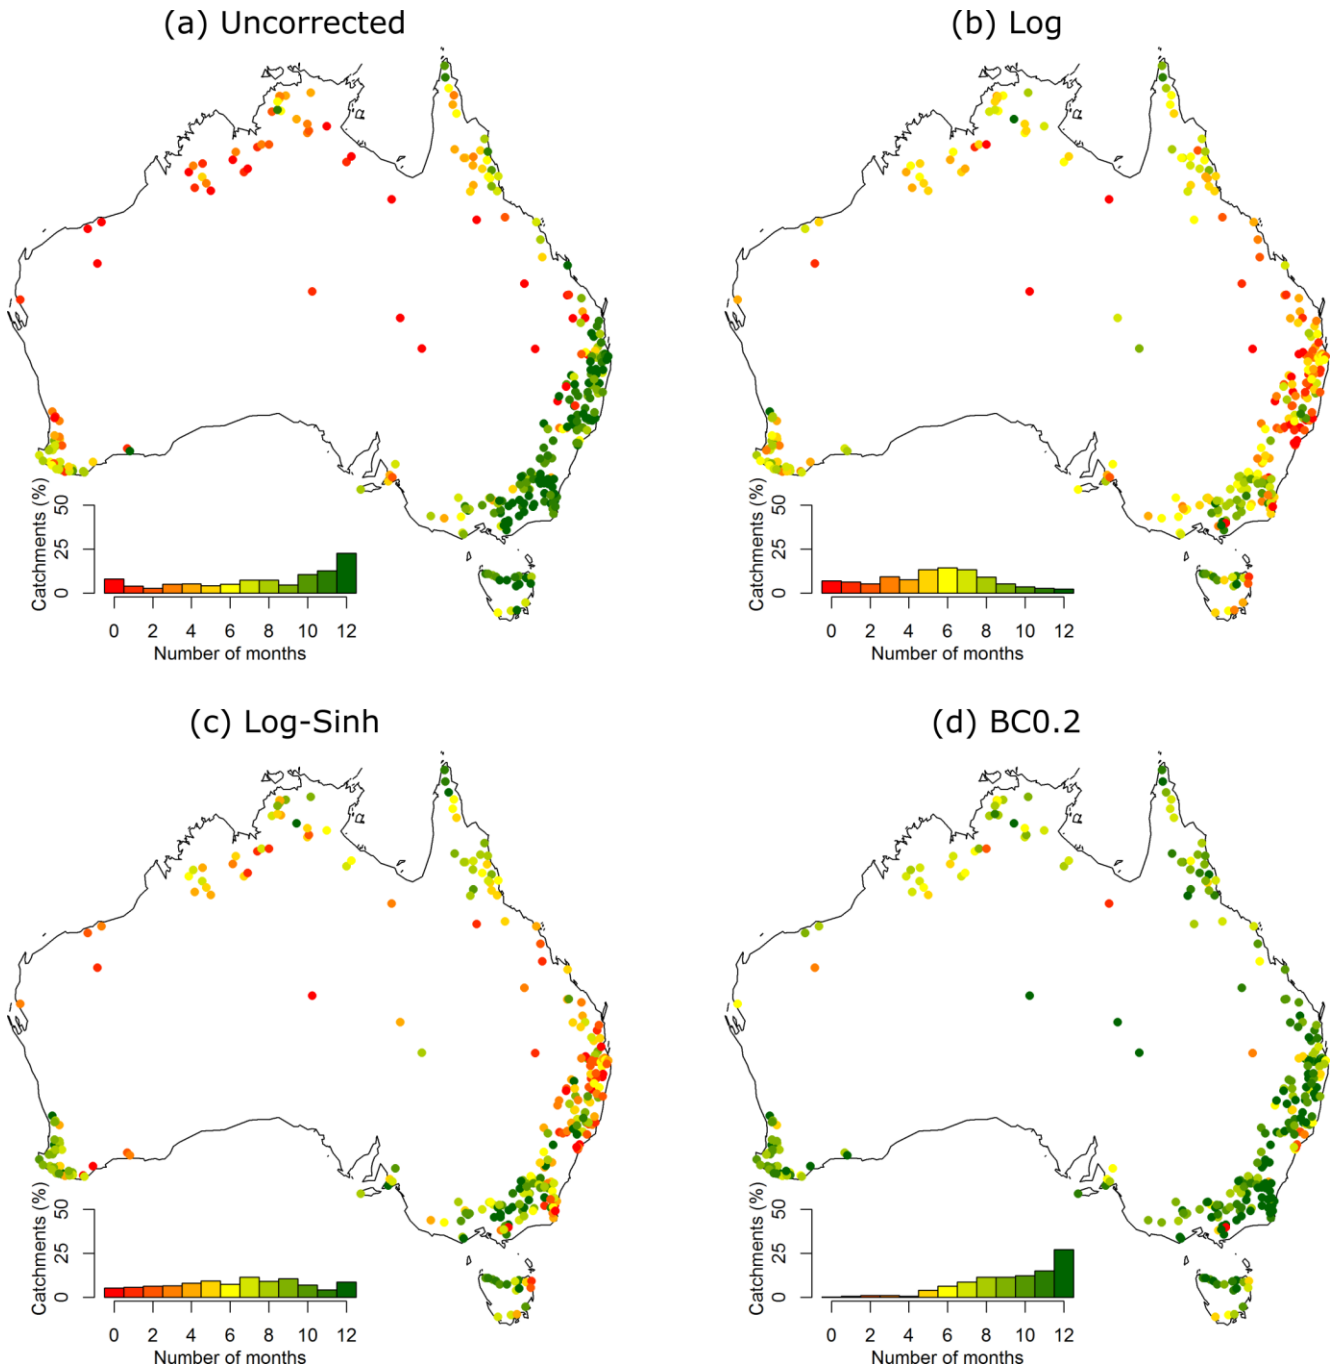 (a) Uncorrected
(b) Log
Catchments (%)
50
25
0
0 2 4 6 8 10 12
Number of months
Catchments (%)
50
25
0
0 2 4 6 8 10 12
Number of months
(c) Log-Sinh
(d) BC0.2
Catchments (%)
50
25
0
0 2 4 6 8 10 12
Number of months
Catchments (%)
50
25
0
0 2 4 6 8 10 12
Number of months